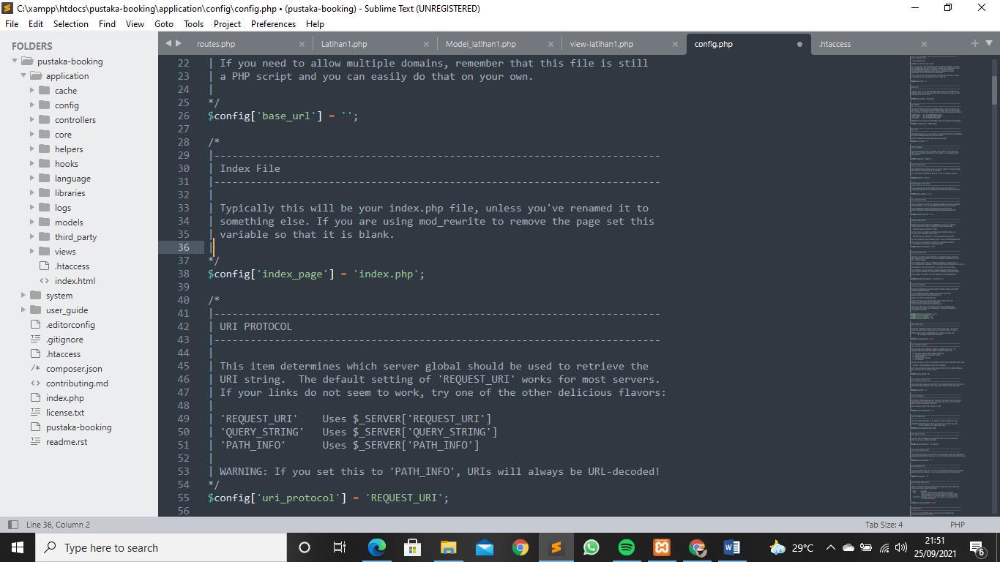 C:\xampp\htdocs\pustaka-booking\application\config\config.php • (pustaka-booking) - Sublime Text (UNREGISTERED)
File Edit Selection Find View Goto Tools Project Preferences Help
FOLDERS
pustaka-booking
application
cache
config
controllers
core
helpers
hooks
language
libraries
logs
models
third_party
views
.htaccess
index.html
system
user_guide
.editorconfig
.gitignore
.htaccess
composer.json
contributing.md
index.php
license.txt
pustaka-booking
readme.rst
routes.php Latihan1.php Model_latihan1.php view-latihan1.php config.php .htaccess
22 | If you need to allow multiple domains, remember that this file is still
23 | a PHP script and you can easily do that on your own.
24 |
25 */
26 $config['base_url'] = '';
27
28 /*
29 |--------------------------------------------------------------------------
30 | Index File
31 |--------------------------------------------------------------------------
32 |
33 | Typically this will be your index.php file, unless you've renamed it to
34 | something else. If you are using mod_rewrite to remove the page set this
35 | variable so that it is blank.
36 |
37 */
38 $config['index_page'] = 'index.php';
39
40 /*
41 |--------------------------------------------------------------------------
42 | URI PROTOCOL
43 |--------------------------------------------------------------------------
44 |
45 | This item determines which server global should be used to retrieve the
46 | URI string.  The default setting of 'REQUEST_URI' works for most servers.
47 | If your links do not seem to work, try one of the other delicious flavors:
48 |
49 | 'REQUEST_URI'    Uses $_SERVER['REQUEST_URI']
50 | 'QUERY_STRING'   Uses $_SERVER['QUERY_STRING']
51 | 'PATH_INFO'      Uses $_SERVER['PATH_INFO']
52 |
53 | WARNING: If you set this to 'PATH_INFO', URIs will always be URL-decoded!
54 */
55 $config['uri_protocol'] = 'REQUEST_URI';
56
Line 36, Column 2 Tab Size: 4 PHP
Type here to search
29°C
21:51
25/09/2021
6